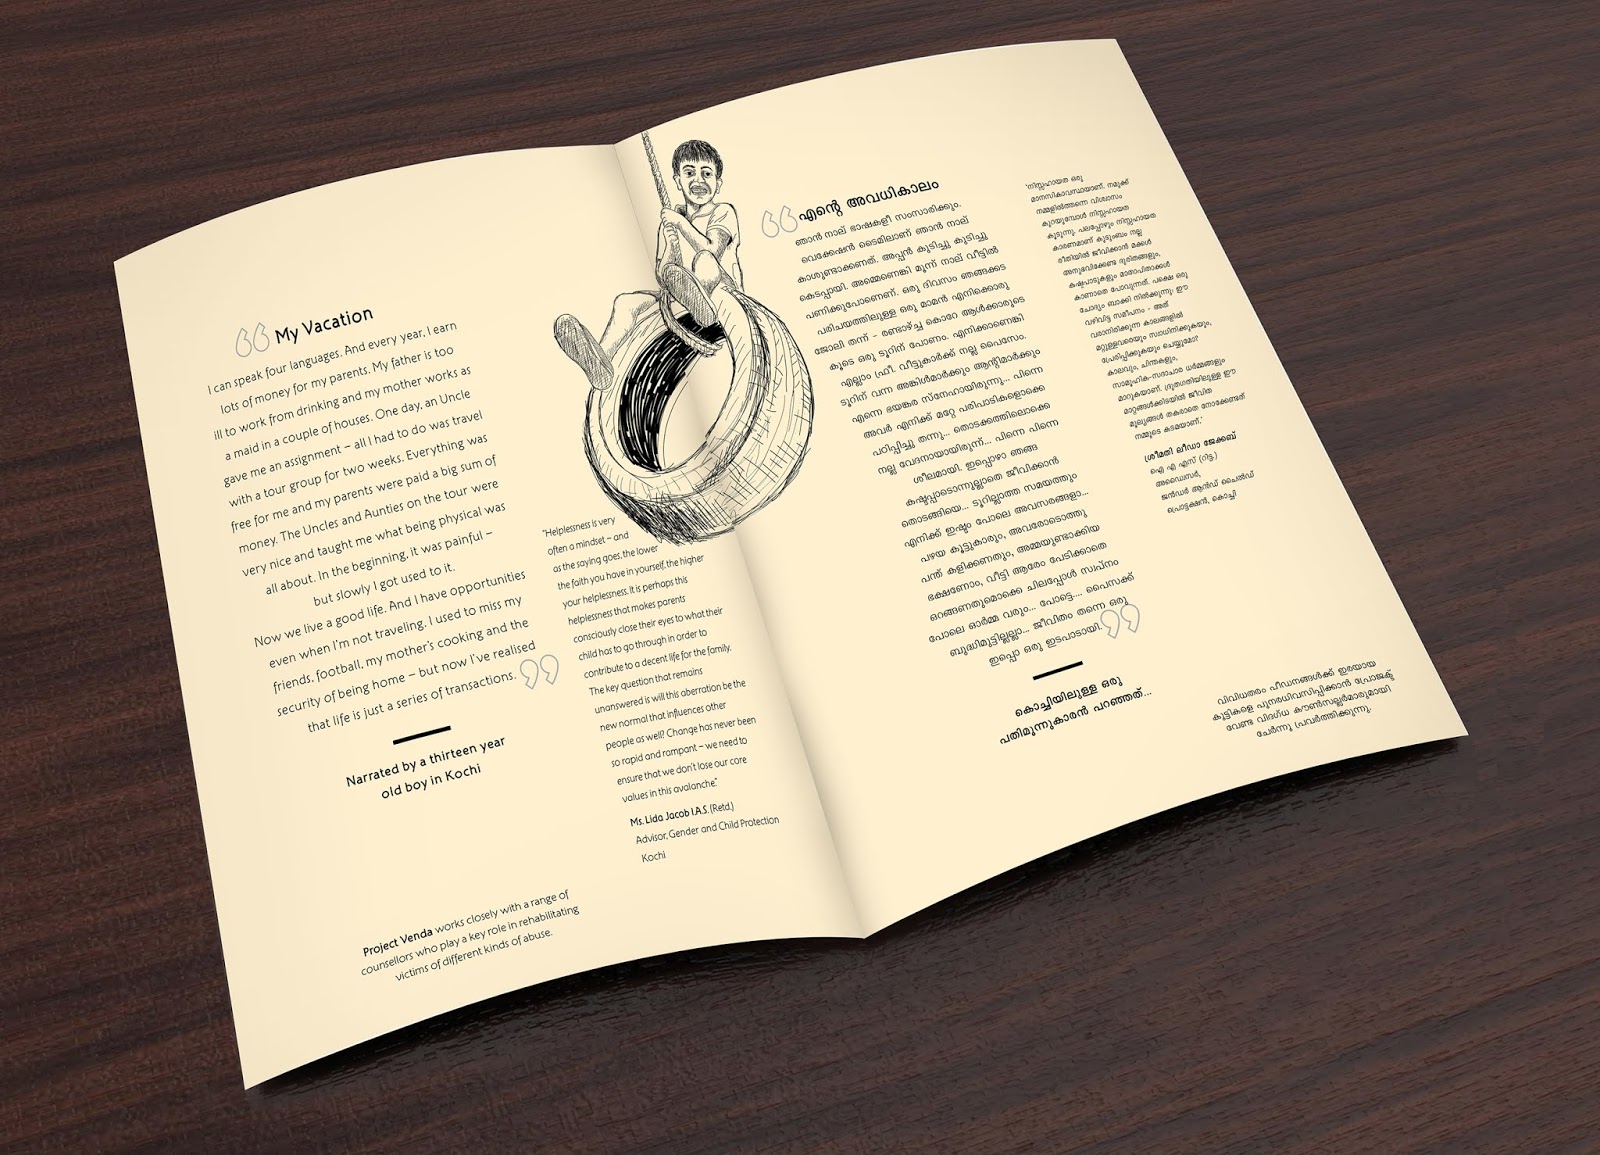 My Vacation
I can speak four languages. And every year, I earn
lots of money for my parents. My father is too
ill to work from drinking and my mother works as
a maid in a couple of houses. One day, an Uncle
gave me an assignment – all I had to do was travel
with a tour group for two weeks. Everything was
free for me and my parents were paid a big sum of
money. The Uncles and Aunties on the tour were
very nice and taught me what being physical was
all about. In the beginning, it was painful –
but slowly I got used to it.
Now we live a good life. And I have opportunities
even when I'm not traveling. I used to miss my
friends, football, my mother's cooking and the
security of being home – but now I've realised
that life is just a series of transactions.
Narrated by a thirteen year
old boy in Kochi
"Helplessness is very
often a mindset – and
as the saying goes, the lower
the faith you have in yourself, the higher
your helplessness. It is perhaps this
helplessness that makes parents
consciously close their eyes to what their
child has to go through in order to
contribute to a decent life for the family.
The key question that remains
unanswered is will this aberration be the
new normal that influences other
people as well? Change has never been
so rapid and rampant – we need to
ensure that we don't lose our core
values in this avalanche."
Ms. Lida Jacob I.A.S. (Retd.)
Advisor, Gender and Child Protection
Kochi
Project Venda works closely with a range of
counsellors who play a key role in rehabilitating
victims of different kinds of abuse.
എന്റെ അവധികാലം
ഞാൻ നാല് ഭാഷകളീ സംസാരിക്കും.
വെക്കേഷൻ ടൈമിലാണ് ഞാൻ നാല്
കാശുണ്ടാക്കണത്. അപ്പൻ കുടിച്ചു കുടിച്ചു
കെടപ്പായി. അമ്മെണെങ്കി മൂന്ന് നാല് വീട്ടിൽ
പണിക്കുപോണെണ്. ഒരു ദിവസം ഞങ്ങക്കട
പരിചയത്തിലുള്ള ഒരു മാമൻ എനിക്കൊരു
ജോലി തന്ന് - രണ്ടാഴ്ച്ച കൊറേ ആൾക്കാരുടെ
കൂടെ ഒരു ടൂറിന് പോണം. എനിക്കാണെങ്കി
എല്ലാം ഫ്രീ. വീട്ടുകാർക്ക് നല്ല പൈസേം.
ടൂറിന് വന്ന അങ്കിൾമാർക്കും ആന്റിമാർക്കും
എന്നെ ഭയങ്കര സ്നേഹായിരുന്നു... പിന്നെ
അവർ എനിക്ക് മറ്റേ പരിപാടികളൊക്കെ
പഠിപ്പിച്ചു തന്നു... തൊടക്കത്തിലൊക്കെ
നല്ല വേദനായായിരുന്ന്... പിന്നെ പിന്നെ
ശീലമായി. ഇപ്പൊഴാ ഞങ്ങ
കഷ്ടപ്പാടൊന്നൂല്ലാതെ ജീവിക്കാൻ
തൊടങ്ങിയെ... ടൂറില്ലാത്ത സമയത്തും
എനിക്ക് ഇഷ്ടം പോലെ അവസരങ്ങളാ...
പഴയ കൂട്ടുകാരും, അവരോടൊത്തു
പന്ത് കളിക്കണതും, അമ്മയുണ്ടാക്കിയ
ഭക്ഷണോം, വീട്ടി ആരേം പേടിക്കാതെ
ഒറങ്ങണതുമൊക്കെ ചിലപ്പോൾ സ്വപ്നം
പോലെ ഓർമ്മ വരും... പോട്ടെ.... പൈസക്ക്
ബുദ്ധിമുട്ടില്ലല്ലാ... ജീവിതം തന്നെ ഒരു
ഇപ്പൊ ഒരു ഇടപാടായി.
കൊച്ചിയിലുള്ള ഒരു
പതിമൂന്നുകാരൻ പറഞ്ഞത്...
'നിസ്സഹായത ഒരു
മാനസികാവസ്ഥയാണ്. നമുക്ക്
നമ്മളിൽത്തന്നെ വിശ്വാസം
കുറയുമ്പോൾ നിസ്സഹായത
കൂടുന്നു. പലപ്പോഴും നിസ്സഹായത
കാരണമാണ് കുടുംബം നല്ല
രീതിയിൽ ജീവിക്കാൻ മക്കൾ
അനുഭവിക്കേണ്ട ദുരിതങ്ങളും,
കഷ്ടപാടുകളും മാതാപിതാക്കൾ
കാണാതെ പോവുന്നത്. പക്ഷെ ഒരു
ചോദ്യം ബാക്കി നിൽക്കുന്നു: ഈ
വഴിവിട്ട സമീപനം - അത്
വരാനിരിക്കുന്ന കാലങ്ങളിൽ
മറ്റുള്ളവരെയും സ്വാധിനിക്കുകയും,
പ്രേരിപ്പിക്കുകയും ചെയ്യുമോ?
കാലവും, ചിന്തകളും,
സാമൂഹിക-സദാചാര ധർമ്മങ്ങളും
മാറുകയാണ്. ദ്രുതഗതിയിലുള്ള ഈ
മാറ്റങ്ങൾക്കിടയിൽ ജീവിത
മൂല്യങ്ങൾ തകരാതെ നോക്കേണ്ടത്
നമ്മുടെ കടമയാണ്.'
ശ്രീമതി ലീഡാ ജേക്കബ്
ഐ എ എസ് (റിട്ട.)
അഡ്വൈസർ,
ജൻഡർ ആൻഡ് ചൈൽഡ്
പ്രൊട്ടക്ഷൻ, കൊച്ചി
വിവിധതരം പീഡനങ്ങൾക്ക് ഇരയായ
കുട്ടികളെ പുനരധിവസിപ്പിക്കാൻ പ്രോജക്ട്
വേണ്ട വിദഗ്ധ കൗൺസല്ലർമാരുമായി
ചേർന്നു പ്രവർത്തിക്കുന്നു.